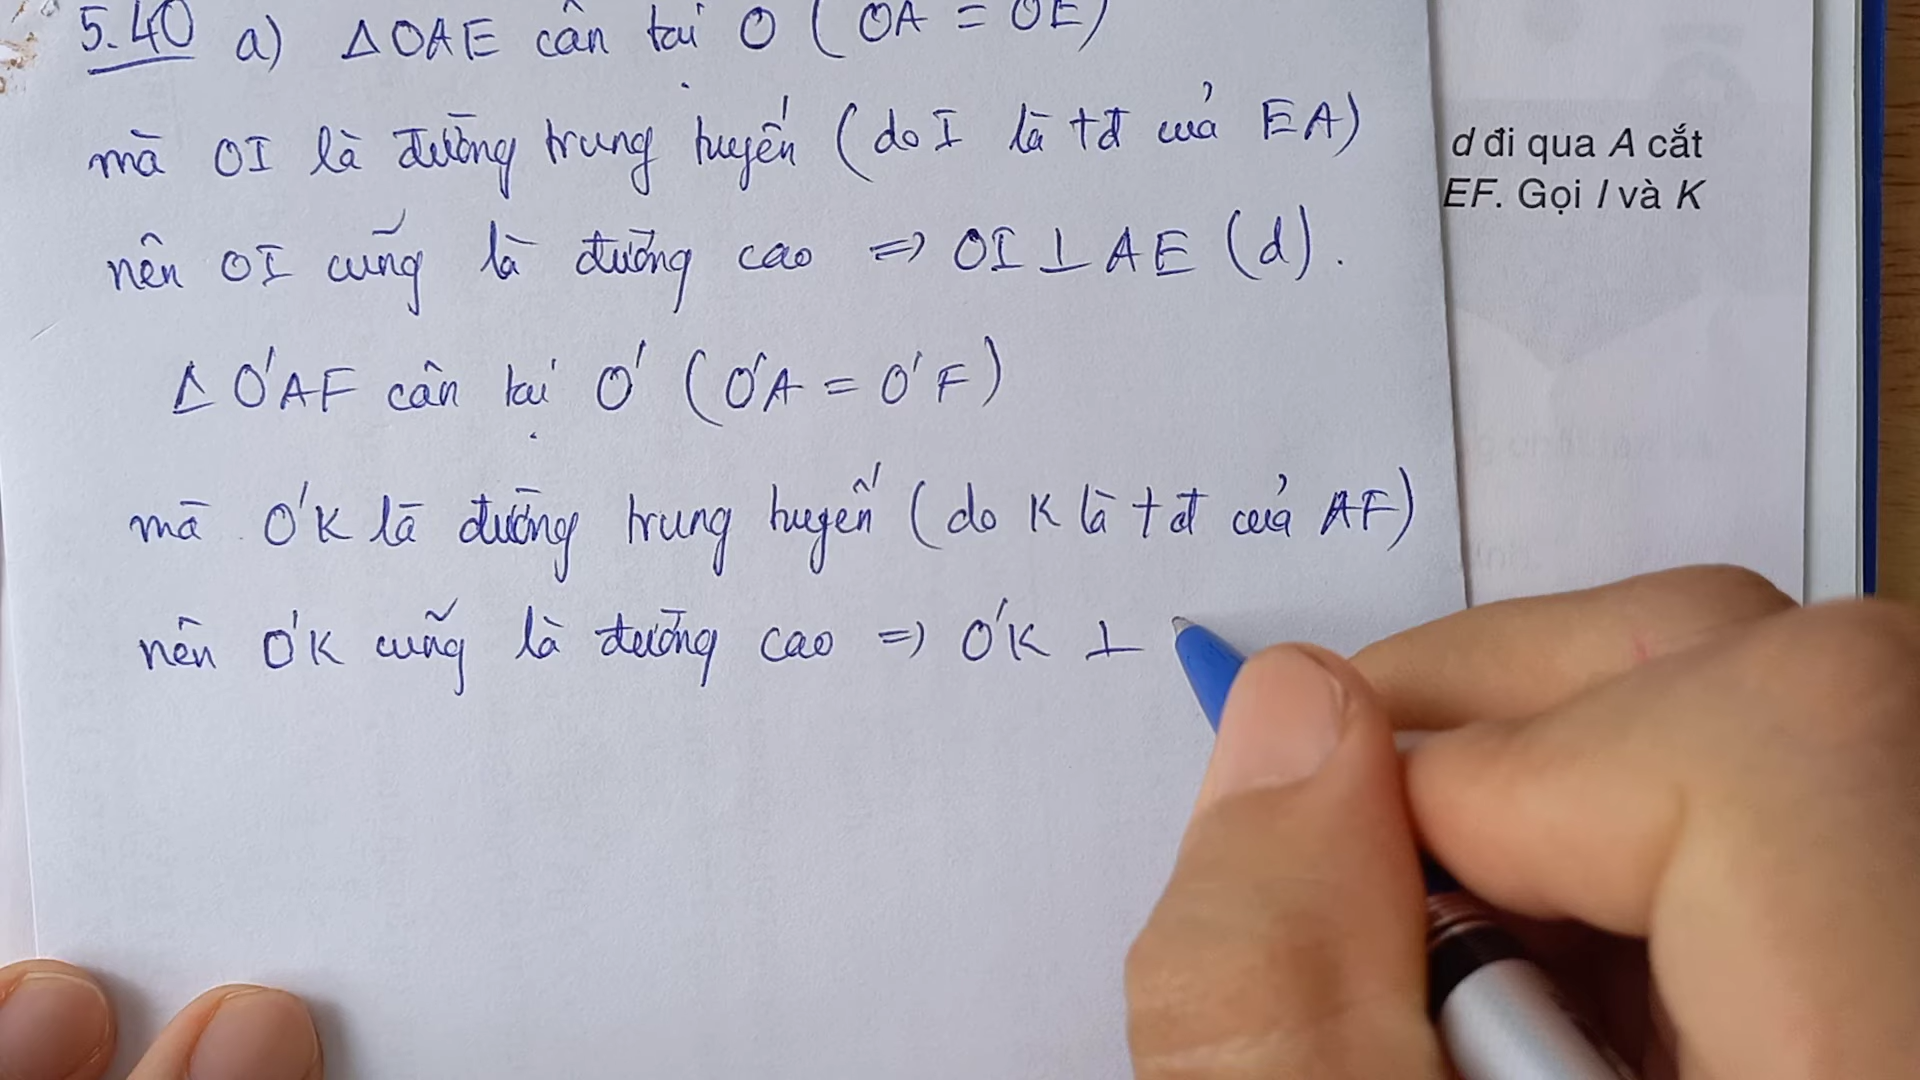 5.40 a) Δ OAE cân tại O ( OA = OE )
mà OI là đường trung tuyến ( do I là tđ của EA )
nên OI cũng là đường cao => OI ⊥ AE (d).
Δ O'AF cân tại O' ( O'A = O'F )
mà O'K là đường trung tuyến ( do K là tđ của AF )
nên O'K cũng là đường cao => O'K ⊥
d đi qua A cắt
EF. Gọi I và K